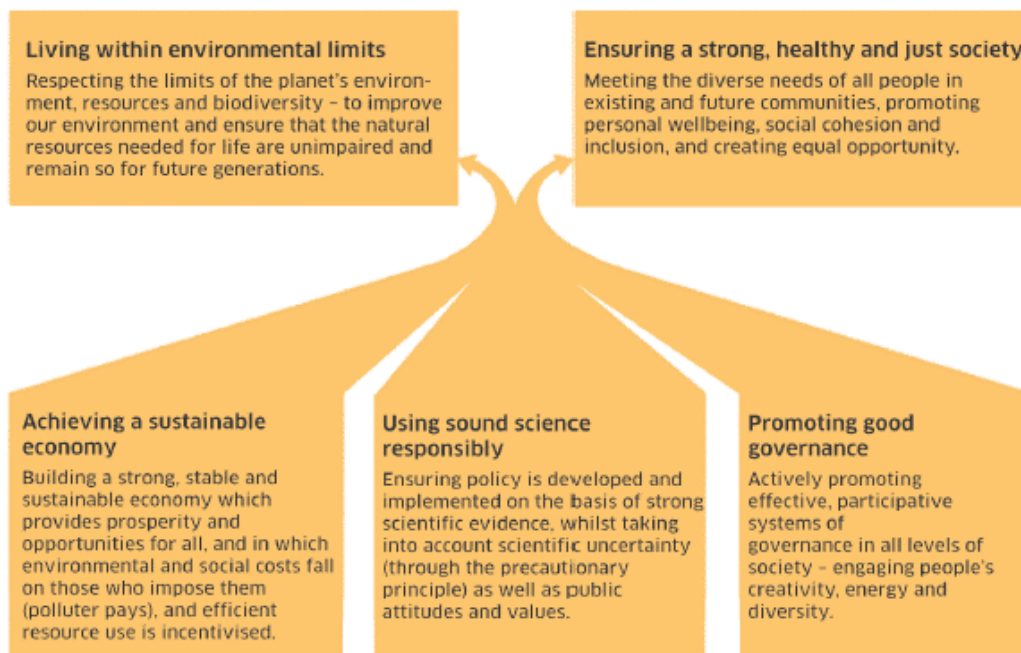 Living within environmental limits
Respecting the limits of the planet's environ-
ment, resources and biodiversity – to improve
our environment and ensure that the natural
resources needed for life are unimpaired and
remain so for future generations.
Ensuring a strong, healthy and just society
Meeting the diverse needs of all people in
existing and future communities, promoting
personal wellbeing, social cohesion and
inclusion, and creating equal opportunity.
Achieving a sustainable
economy
Building a strong, stable and
sustainable economy which
provides prosperity and
opportunities for all, and in which
environmental and social costs fall
on those who impose them
(polluter pays), and efficient
resource use is incentivised.
Using sound science
responsibly
Ensuring policy is developed and
implemented on the basis of strong
scientific evidence, whilst taking
into account scientific uncertainty
(through the precautionary
principle) as well as public
attitudes and values.
Promoting good
governance
Actively promoting
effective, participative
systems of
governance in all levels of
society – engaging people's
creativity, energy and
diversity.